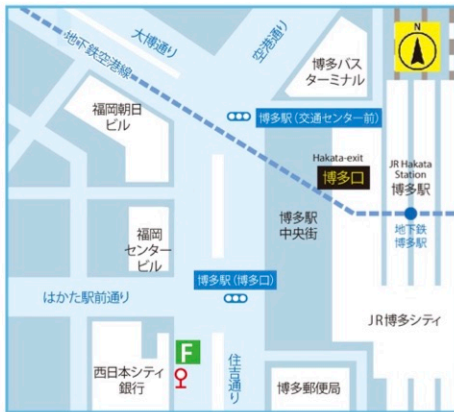 大博通り
空港通り
地下鉄空港線
博多バス
ターミナル
福岡朝日
ビル
博多駅(交通センター前)
Hakata-exit
博多口
JR Hakata
Station
博多駅
博多駅
中央街
地下鉄
博多駅
福岡
センター
ビル
博多駅(博多口)
はかた駅前通り
JR博多シティ
F
住吉通り
西日本シティ
銀行
博多郵便局